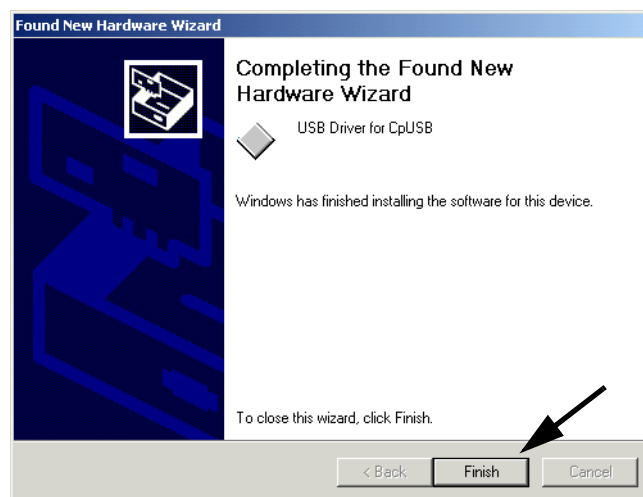 Found New Hardware Wizard
Completing the Found New
Hardware Wizard
USB Driver for CpUSB
Windows has finished installing the software for this device.
To close this wizard, click Finish.
< Back
Finish
Cancel